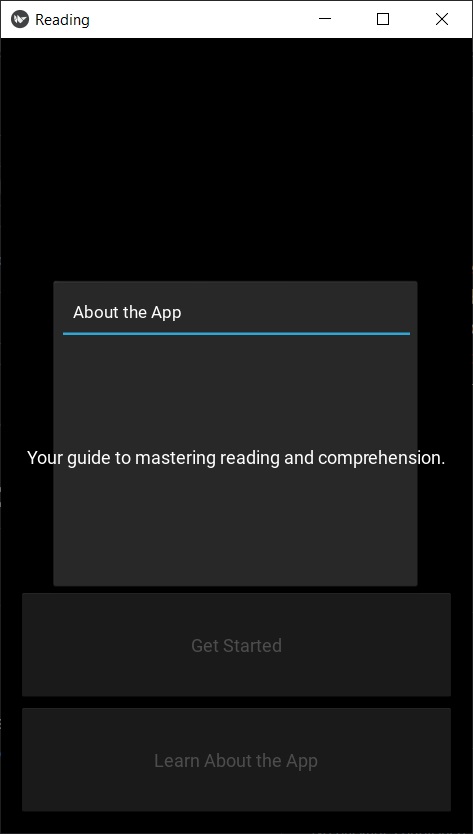 Reading
About the App
Your guide to mastering reading and comprehension.
Get Started
Learn About the App